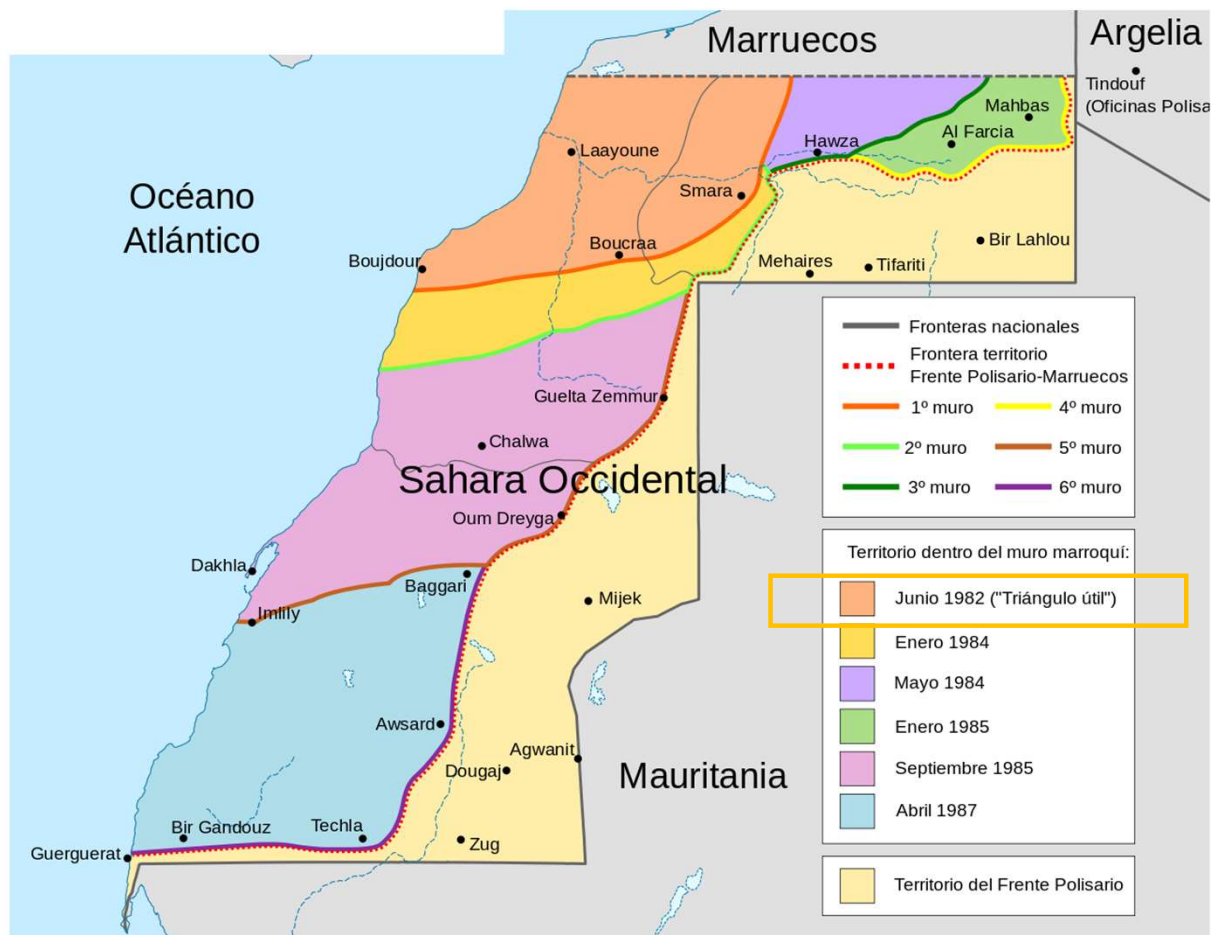 Marruecos
Argelia
Tindouf
(Oficinas Polisa
Mahbas
Al Farcia
Hawza
Laayoune
Smara
Océano
Atlántico
Boucraa
Boujdour
Bir Lahlou
Mehaires
Tifariti
Guelta Zemmur
Chalwa
Sahara Occidental
Oum Dreyga
Dakhla
Baggari
Imlily
Mijek
Awsard
Agwanit
Dougaj
Mauritania
Bir Gandouz
Techla
Zug
Guerguerat
Fronteras nacionales
Frontera territorio
Frente Polisario-Marruecos
1º muro
4º muro
2º muro
5º muro
3º muro
6º muro
Territorio dentro del muro marroquí:
Junio 1982 ("Triángulo útil")
Enero 1984
Mayo 1984
Enero 1985
Septiembre 1985
Abril 1987
Territorio del Frente Polisario